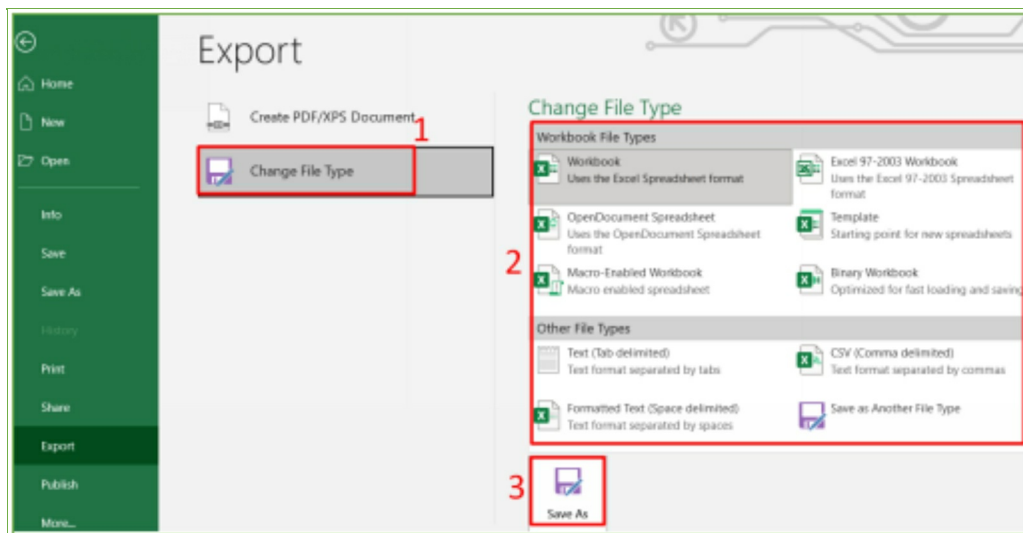 Export
Home
New
Open
Info
Save
Save As
History
Print
Share
Export
Publish
More...
Create PDF/XPS Document
1
Change File Type
Change File Type
2
Workbook File Types
Workbook
Uses the Excel Spreadsheet format
Excel 97-2003 Workbook
Uses the Excel 97-2003 Spreadsheet
format
OpenDocument Spreadsheet
Uses the OpenDocument Spreadsheet
format
Template
Starting point for new spreadsheets
Macro-Enabled Workbook
Macro enabled spreadsheet
Binary Workbook
Optimized for fast loading and saving
Other File Types
Text (Tab delimited)
Text format separated by tabs
CSV (Comma delimited)
Text format separated by commas
Formatted Text (Space delimited)
Text format separated by spaces
Save as Another File Type
3
Save As